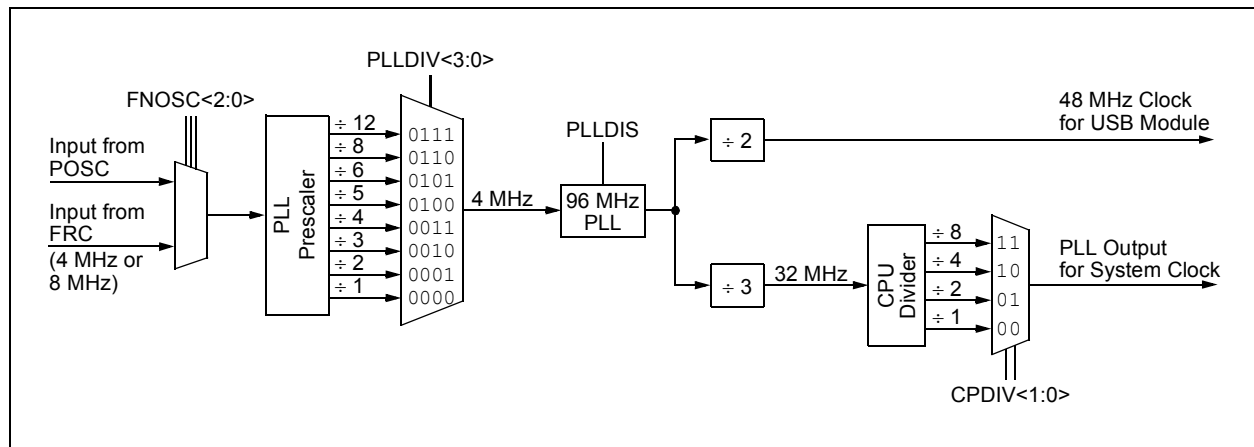 PLLDIV<3:0>
FNOSC<2:0>
Input from
POSC
Input from
FRC
(4 MHz or
8 MHz)
PLL
Prescaler
÷ 12
÷ 8
÷ 6
÷ 5
÷ 4
÷ 3
÷ 2
÷ 1
0111
0110
0101
0100
0011
0010
0001
0000
4 MHz
PLLDIS
96 MHz
PLL
÷ 2
48 MHz Clock
for USB Module
÷ 3
32 MHz
CPU
Divider
÷ 8
÷ 4
÷ 2
÷ 1
11
10
01
00
PLL Output
for System Clock
CPDIV<1:0>